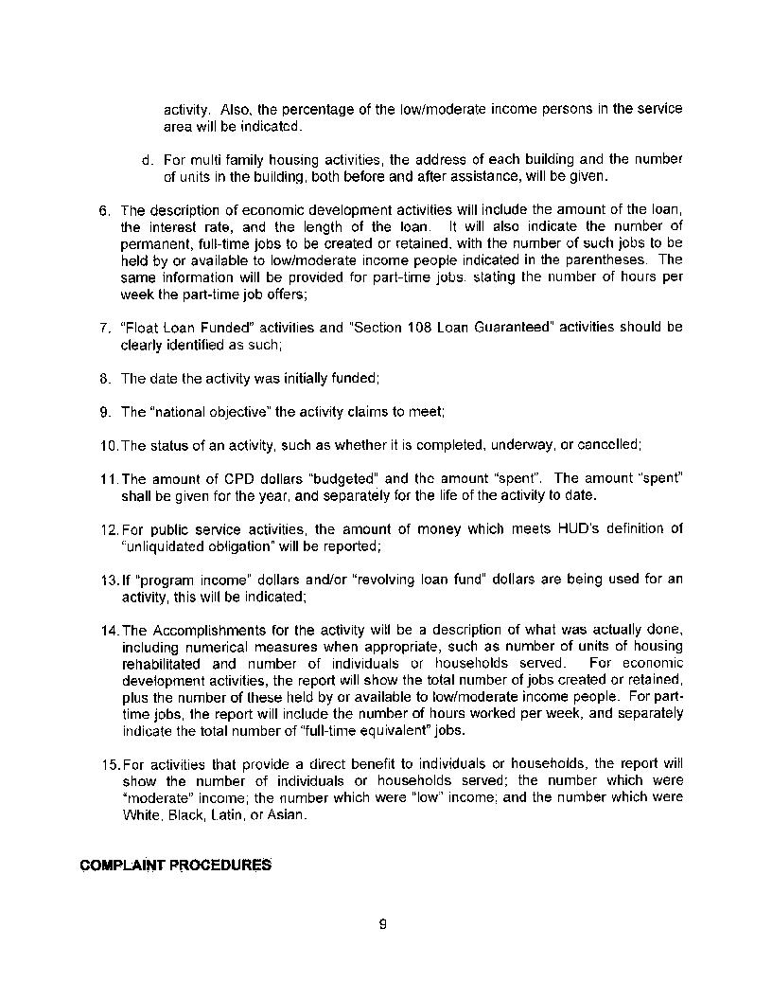 activity. Also, the percentage of the low/moderate income persons in the service
area will be indicated.
d. For multi family housing activities, the address of each building and the number
of units in the building, both before and after assistance, will be given.
6. The description of economic development activities will include the amount of the loan,
the interest rate, and the length of the loan. It will also indicate the number of
permanent, full-time jobs to be created or retained, with the number of such jobs to be
held by or available to low/moderate income people indicated in the parentheses. The
same information will be provided for part-time jobs, stating the number of hours per
week the part-time job offers;
7. "Float Loan Funded" activities and "Section 108 Loan Guaranteed" activities should be
clearly identified as such;
8. The date the activity was initially funded;
9. The "national objective" the activity claims to meet;
10.The status of an activity, such as whether it is completed, underway, or cancelled;
11.The amount of CPD dollars "budgeted" and the amount "spent". The amount "spent"
shall be given for the year, and separately for the life of the activity to date.
12.For public service activities, the amount of money which meets HUD's definition of
"unliquidated obligation" will be reported;
13.If "program income" dollars and/or "revolving loan fund" dollars are being used for an
activity, this will be indicated;
14.The Accomplishments for the activity will be a description of what was actually done,
including numerical measures when appropriate, such as number of units of housing
rehabilitated and number of individuals or households served. For economic
development activities, the report will show the total number of jobs created or retained,
plus the number of these held by or available to low/moderate income people. For part-
time jobs, the report will include the number of hours worked per week, and separately
indicate the total number of "full-time equivalent" jobs.
15.For activities that provide a direct benefit to individuals or households, the report will
show the number of individuals or households served; the number which were
"moderate" income; the number which were "low" income; and the number which were
White, Black, Latin, or Asian.
COMPLAINT PROCEDURES
9